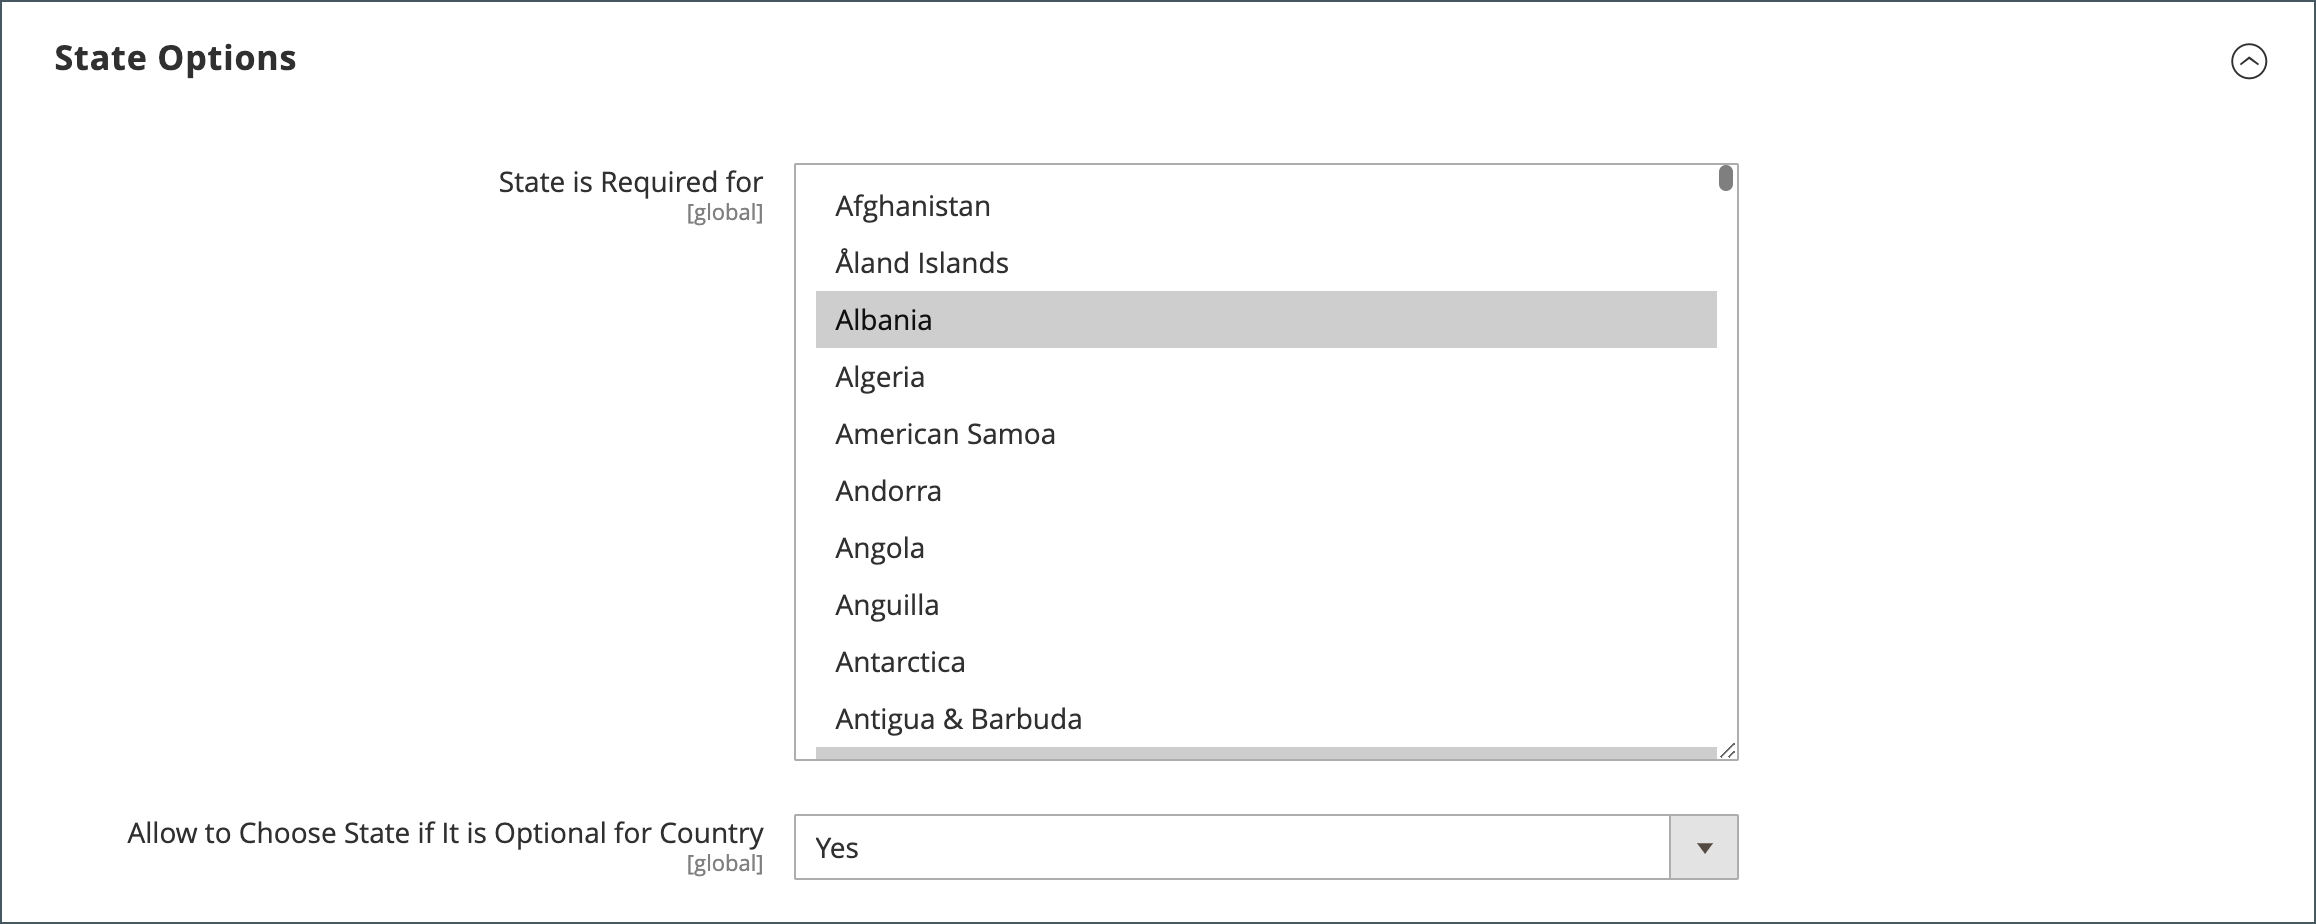 State Options
State is Required for
[global]
Afghanistan
Åland Islands
Albania
Algeria
American Samoa
Andorra
Angola
Anguilla
Antarctica
Antigua & Barbuda
Allow to Choose State if It is Optional for Country
[global]
Yes